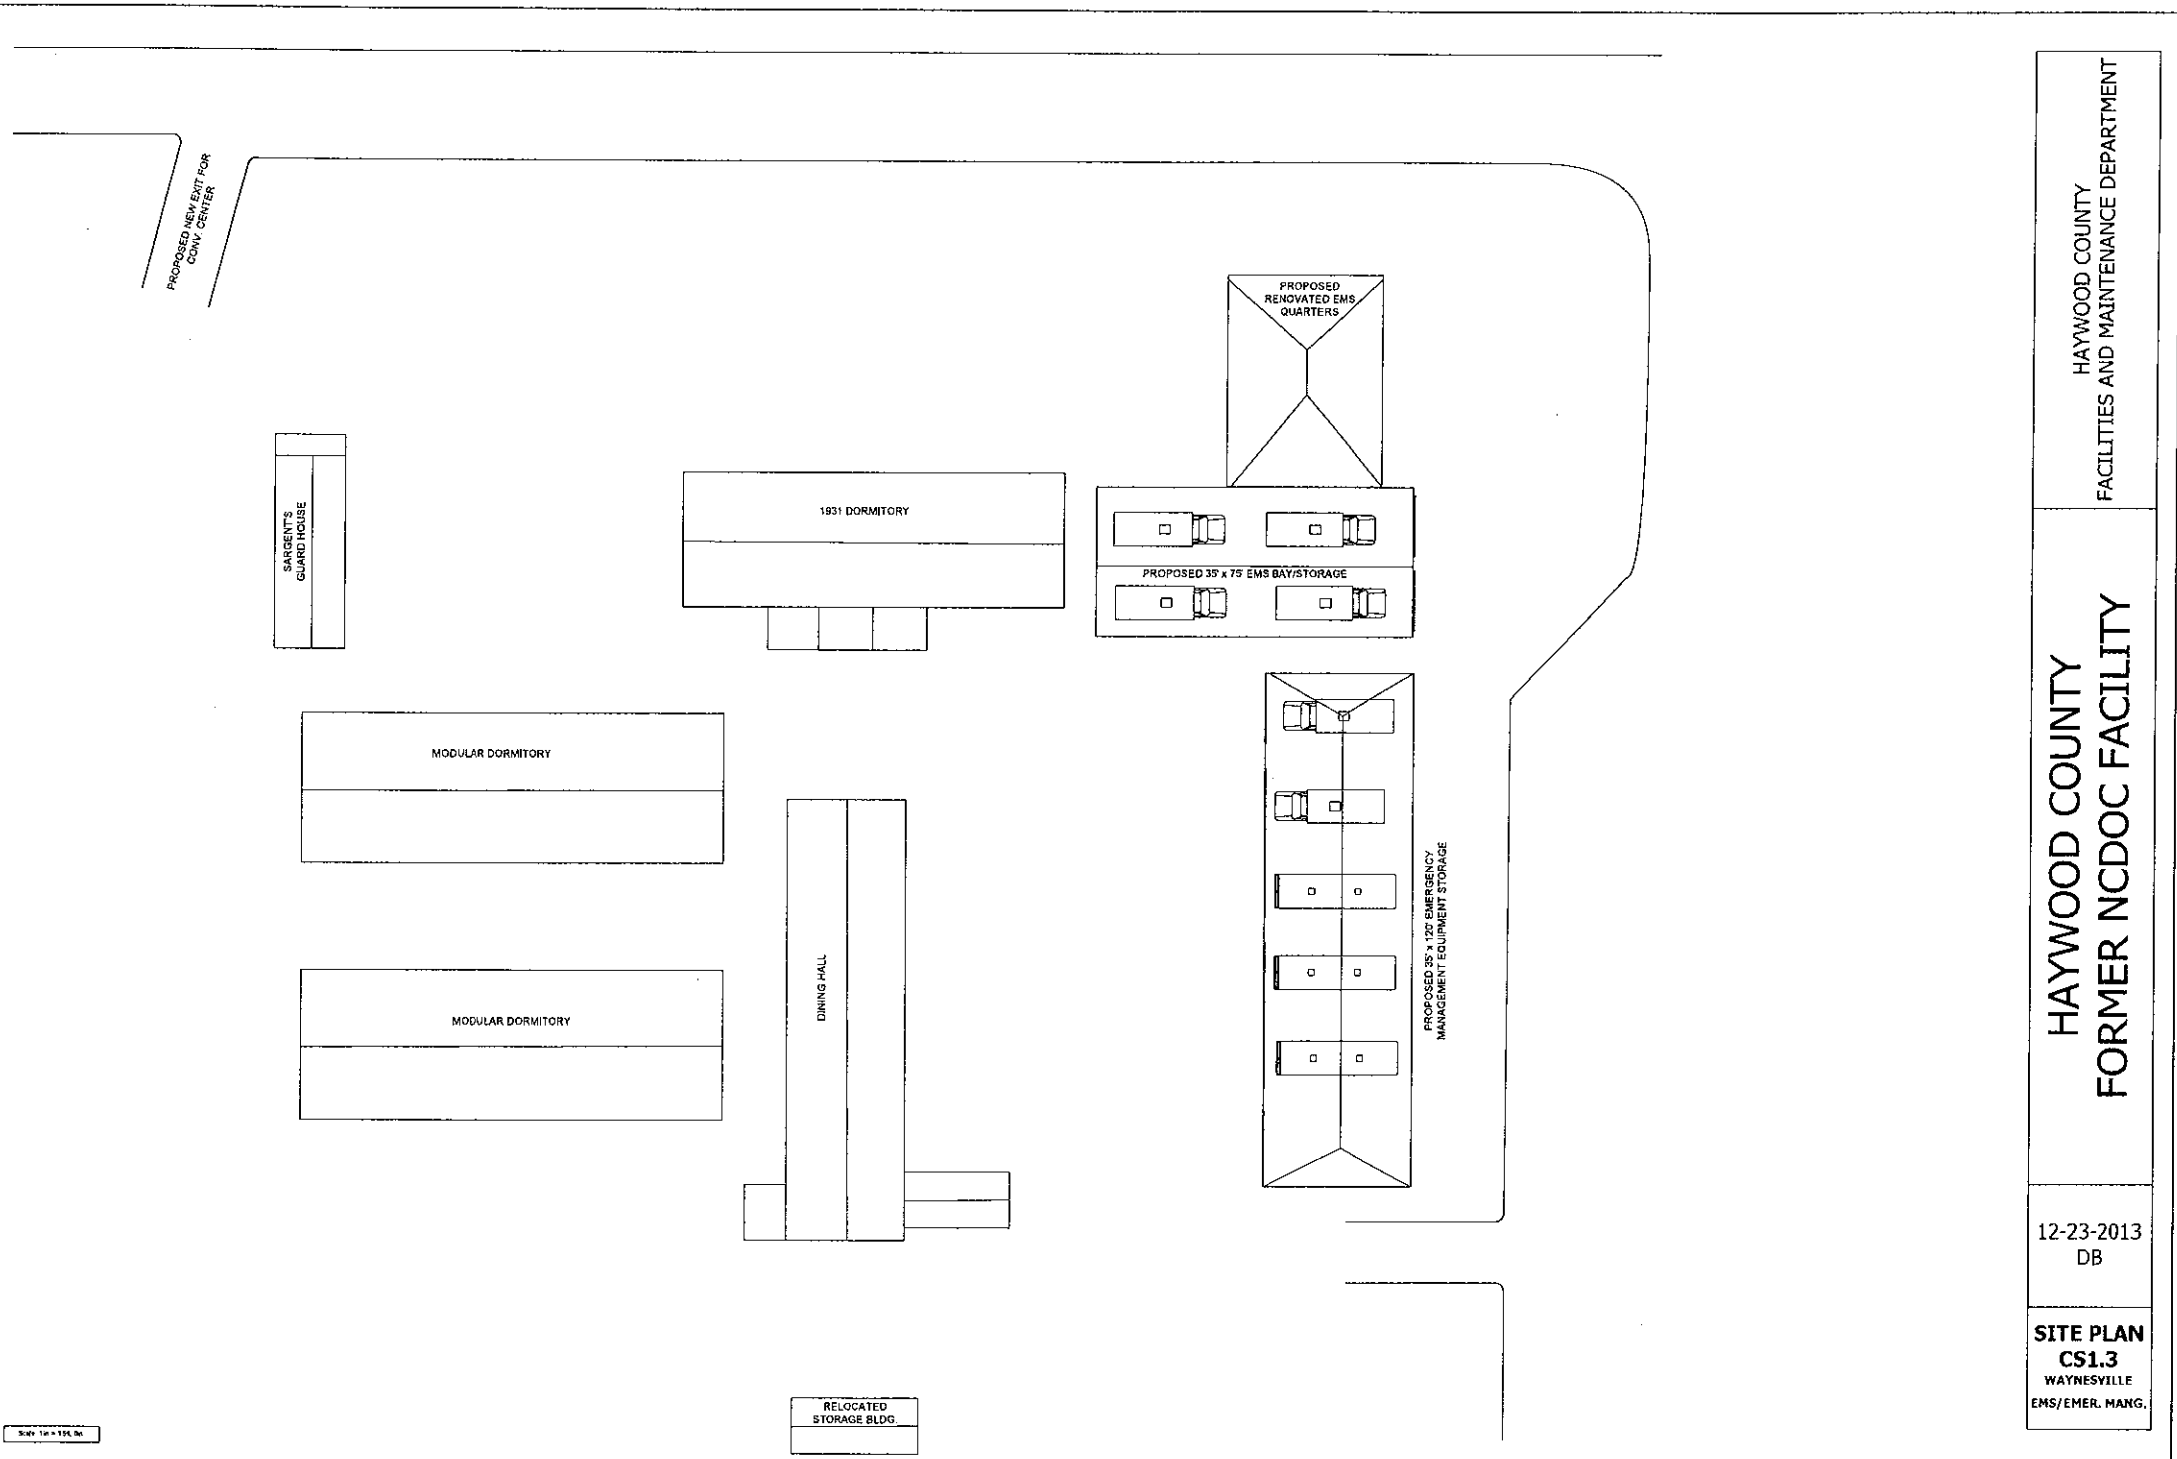 PROPOSED NEW EXIT FOR
CONV. CENTER
PROPOSED
RENOVATED EMS
QUARTERS
SARGENT'S
GUARD HOUSE
1931 DORMITORY
PROPOSED 35' x 75' EMS BAY/STORAGE
MODULAR DORMITORY
MODULAR DORMITORY
DINING HALL
PROPOSED 35' x 120' EMERGENCY
MANAGEMENT EQUIPMENT STORAGE
RELOCATED
STORAGE BLDG.
HAYWOOD COUNTY
FACILITIES AND MAINTENANCE DEPARTMENT
HAYWOOD COUNTY
FORMER NCDOC FACILITY
12-23-2013
DB
SITE PLAN
CS1.3
WAYNESVILLE
EMS/EMER. MANG.